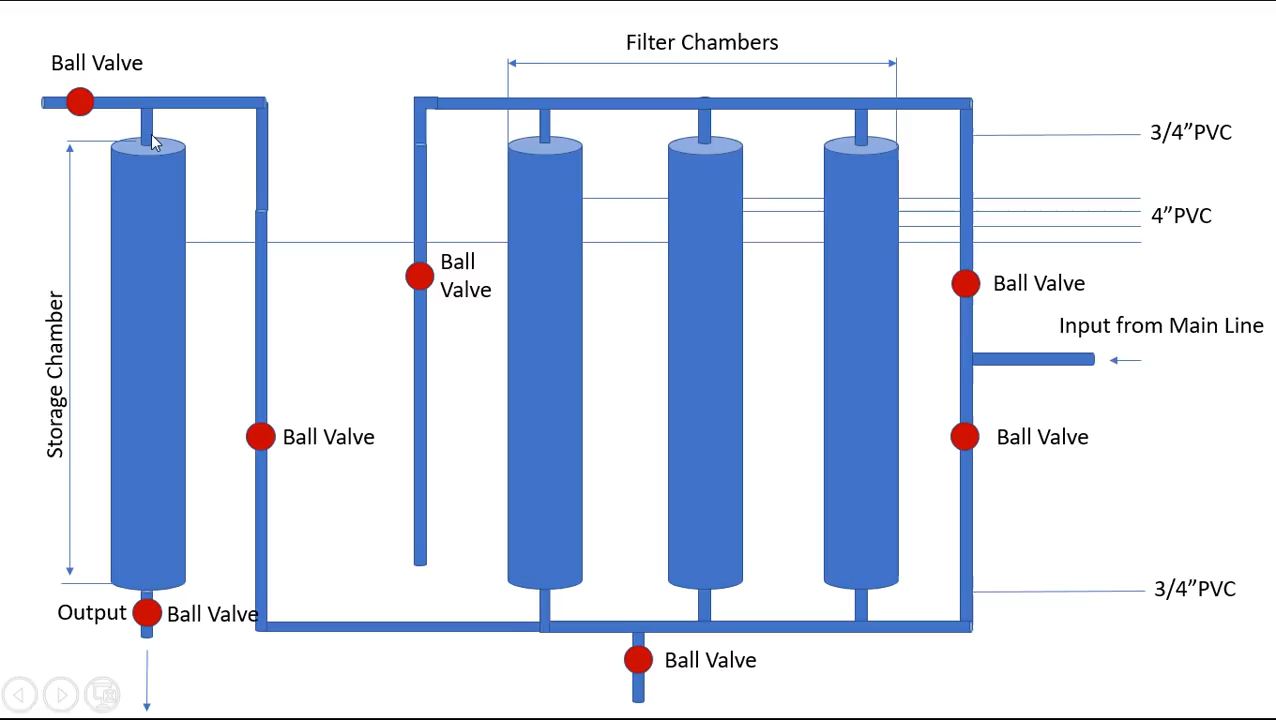 Filter Chambers
Ball Valve
3/4”PVC
4”PVC
Ball
Valve
Ball Valve
Input from Main Line
Storage Chamber
Ball Valve
Ball Valve
3/4”PVC
Output
Ball Valve
Ball Valve